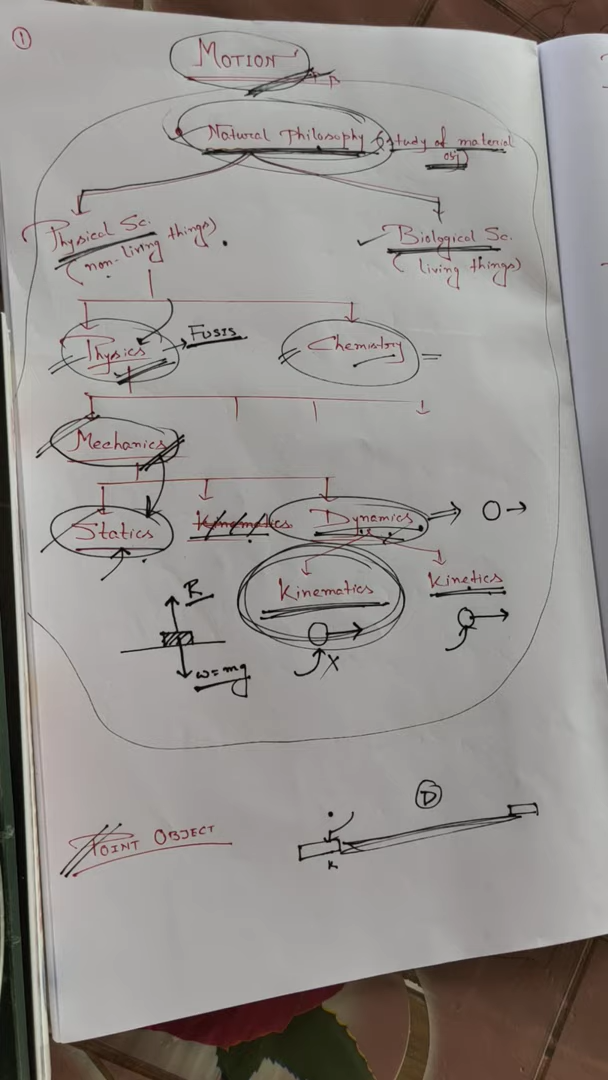 ①
MOTION
Natural Philosophy (study of material
obj)
Physical Sc.
(non-living things).
Biological Sc.
(living things)
Physics → FUSIS
Chemistry
Mechanics
Statics
Kinematics
Dynamics
Kinematics
Kinetics
R
w=mg
X
D
POINT OBJECT
K